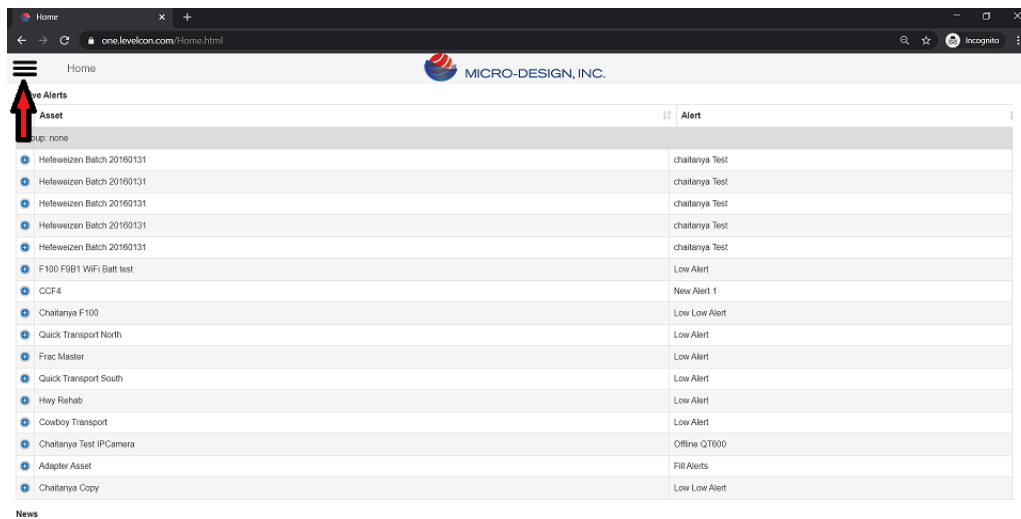 Home
one.levelcon.com/Home.html
Incognito
Home
MICRO-DESIGN, INC.
ve Alerts
Asset Alert
oup: none
Hefeweizen Batch 20160131 chaitanya Test
Hefeweizen Batch 20160131 chaitanya Test
Hefeweizen Batch 20160131 chaitanya Test
Hefeweizen Batch 20160131 chaitanya Test
Hefeweizen Batch 20160131 chaitanya Test
F100 F9B1 WiFi Batt test Low Alert
CCF4 New Alert 1
Chaitanya F100 Low Low Alert
Quick Transport North Low Alert
Frac Master Low Alert
Quick Transport South Low Alert
Hwy Rehab Low Alert
Cowboy Transport Low Alert
Chaitanya Test IPCamera Offline QT600
Adapter Asset Fill Alerts
Chaitanya Copy Low Low Alert
News